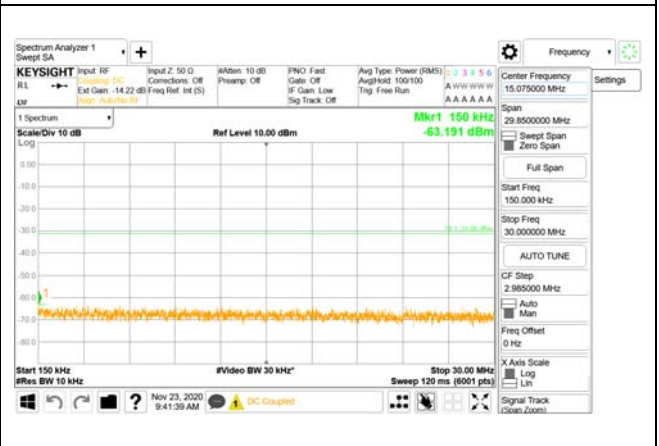 Spectrum Analyzer 1
Swept SA
+
Frequency
KEYSIGHT
RL
Input: RF
Coupling: DC
Ext Gain: -14.22 dB
Align: Auto/No RF
Input Z: 50 Ω
Corrections: Off
Freq Ref: Int (S)
#Atten: 10 dB
Preamp: Off
PNO: Fast
Gate: Off
IF Gain: Low
Sig Track: Off
Avg Type: Power (RMS)
Avg|Hold: 100/100
Trig: Free Run
1 2 3 4 5 6
A W W W W W
A A A A A A
1 Spectrum
Scale/Div 10 dB
Log
Ref Level 10.00 dBm
Mkr1 150 kHz
-63.191 dBm
0.00
-10.0
-20.0
-30.0
-40.0
-50.0
-60.0
-70.0
-80.0
1
Start 150 kHz
#Res BW 10 kHz
#Video BW 30 kHz*
Stop 30.00 MHz
Sweep 120 ms (6001 pts)
?
Nov 23, 2020
9:41:39 AM
1
DC Coupled
Center Frequency
15.075000 MHz
Settings
Span
29.8500000 MHz
Swept Span
Zero Span
Full Span
Start Freq
150.000 kHz
Stop Freq
30.000000 MHz
AUTO TUNE
CF Step
2.985000 MHz
Auto
Man
Freq Offset
0 Hz
X Axis Scale
Log
Lin
Signal Track
(Span Zoom)